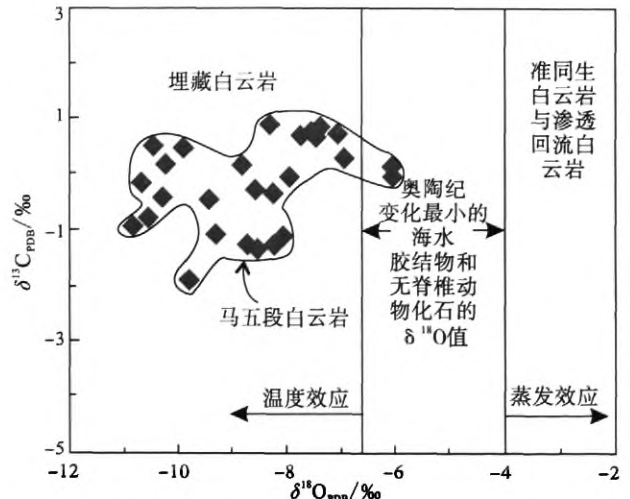 3
1
-1
-3
-5
δ¹³C_PDB/‰
埋藏白云岩
准同生
白云岩
与渗透
回流白
云岩
奥陶纪
变化最小的
海水
胶结物和
无脊椎动
物化石的
δ ¹⁸O值
马五段白云岩
温度效应
蒸发效应
-12
-10
-8
-6
-4
-2
δ¹⁸O_PDB/‰